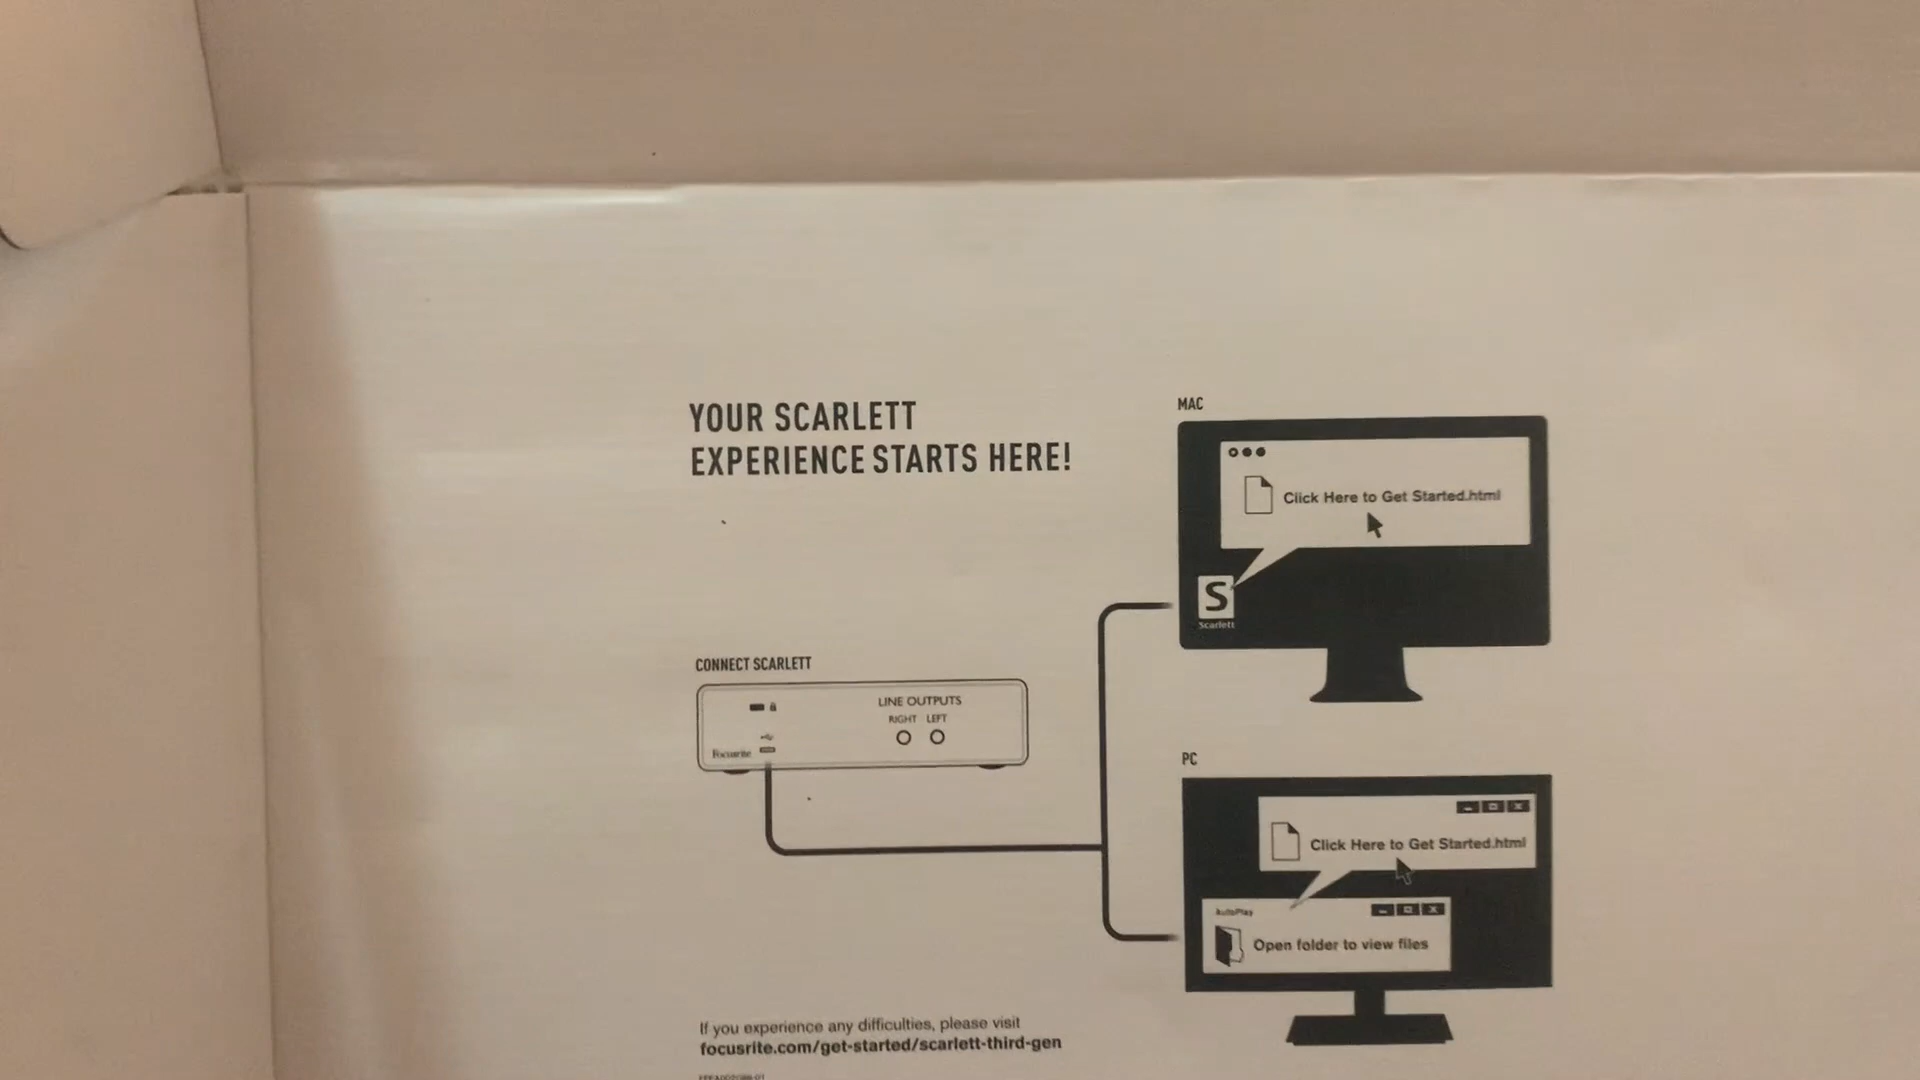 YOUR SCARLETT
EXPERIENCE STARTS HERE!
MAC
Click Here to Get Started.html
S
Scarlett
CONNECT SCARLETT
LINE OUTPUTS
RIGHT LEFT
Focusrite
PC
Click Here to Get Started.html
AutoPlay
Open folder to view files
If you experience any difficulties, please visit
focusrite.com/get-started/scarlett-third-gen